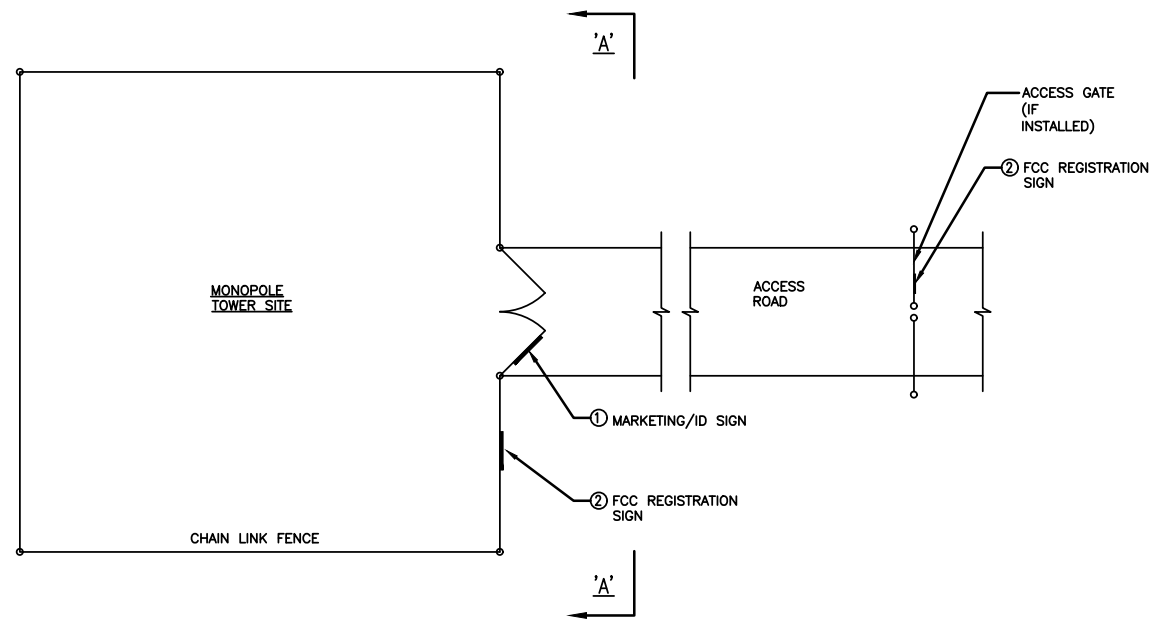 'A'
ACCESS GATE
(IF
INSTALLED)
2 FCC REGISTRATION
SIGN
MONOPOLE
TOWER SITE
ACCESS
ROAD
1 MARKETING/ID SIGN
2 FCC REGISTRATION
SIGN
CHAIN LINK FENCE
'A'